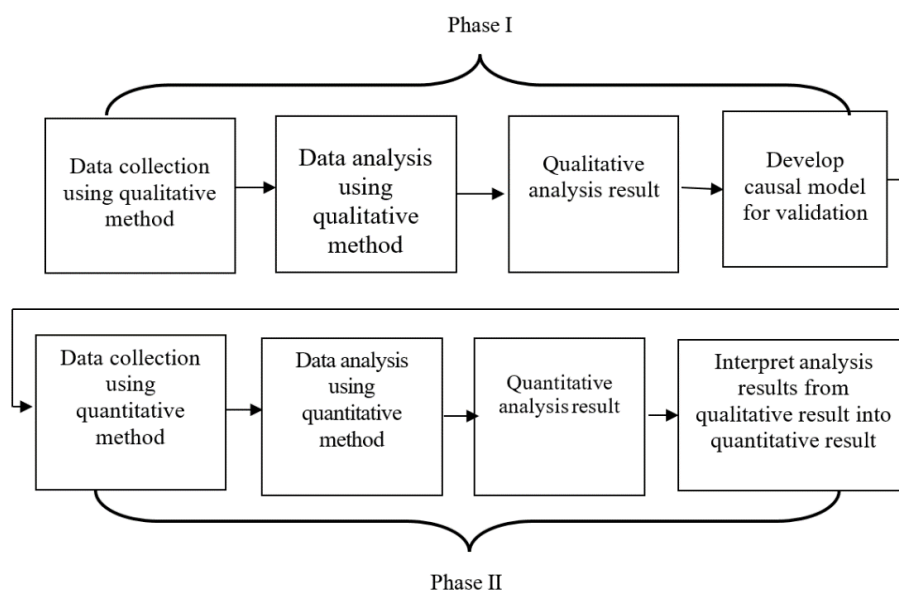 Phase I
Data collection
using qualitative
method
Data analysis
using
qualitative
method
Qualitative
analysis result
Develop
causal model
for validation
Data collection
using
quantitative
method
Data analysis
using
quantitative
method
Quantitative
analysis result
Interpret analysis
results from
qualitative result into
quantitative result
Phase II